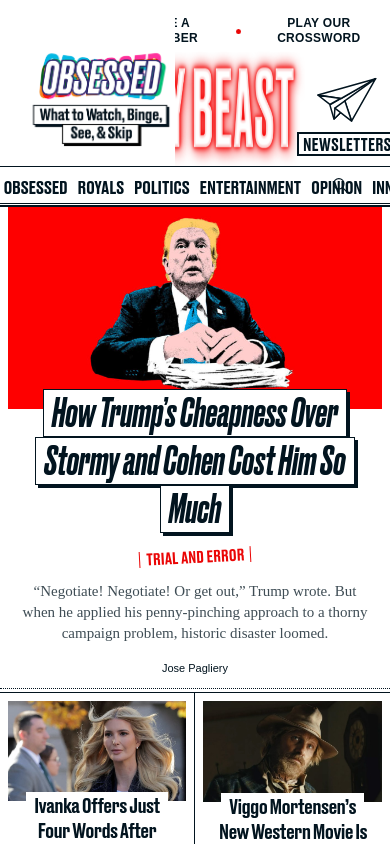 E A
BER
PLAY OUR
CROSSWORD
OBSESSED
What to Watch, Binge,
See, & Skip
Y BEAST
NEWSLETTERS
OBSESSED ROYALS POLITICS ENTERTAINMENT OPINION INN
How Trump's Cheapness Over
Stormy and Cohen Cost Him So
Much
TRIAL AND ERROR
“Negotiate! Negotiate! Or get out,” Trump wrote. But
when he applied his penny-pinching approach to a thorny
campaign problem, historic disaster loomed.
Jose Pagliery
Ivanka Offers Just
Four Words After
Viggo Mortensen's
New Western Movie Is